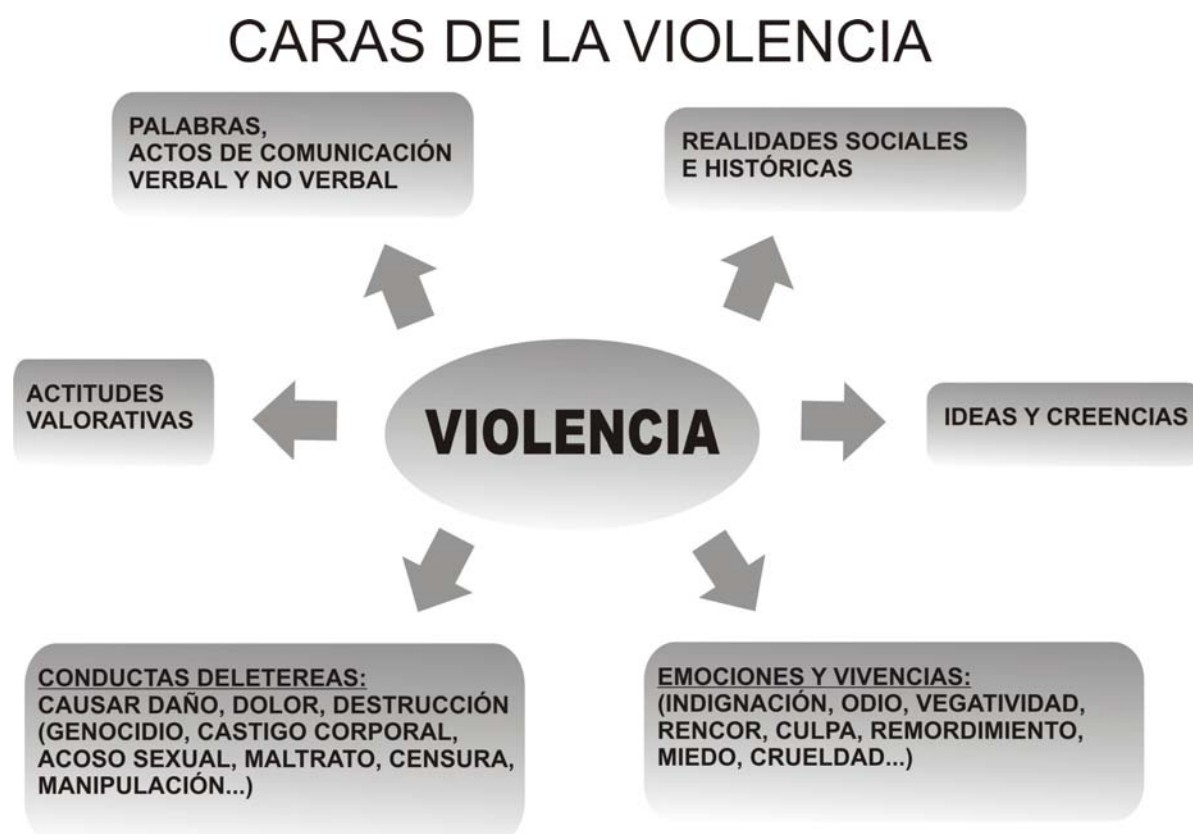 CARAS DE LA VIOLENCIA
PALABRAS,
ACTOS DE COMUNICACIÓN
VERBAL Y NO VERBAL
REALIDADES SOCIALES
E HISTÓRICAS
ACTITUDES
VALORATIVAS
VIOLENCIA
IDEAS Y CREENCIAS
CONDUCTAS DELETEREAS:
CAUSAR DAÑO, DOLOR, DESTRUCCIÓN
(GENOCIDIO, CASTIGO CORPORAL,
ACOSO SEXUAL, MALTRATO, CENSURA,
MANIPULACIÓN...)
EMOCIONES Y VIVENCIAS:
(INDIGNACIÓN, ODIO, VEGATIVIDAD,
RENCOR, CULPA, REMORDIMIENTO,
MIEDO, CRUELDAD...)